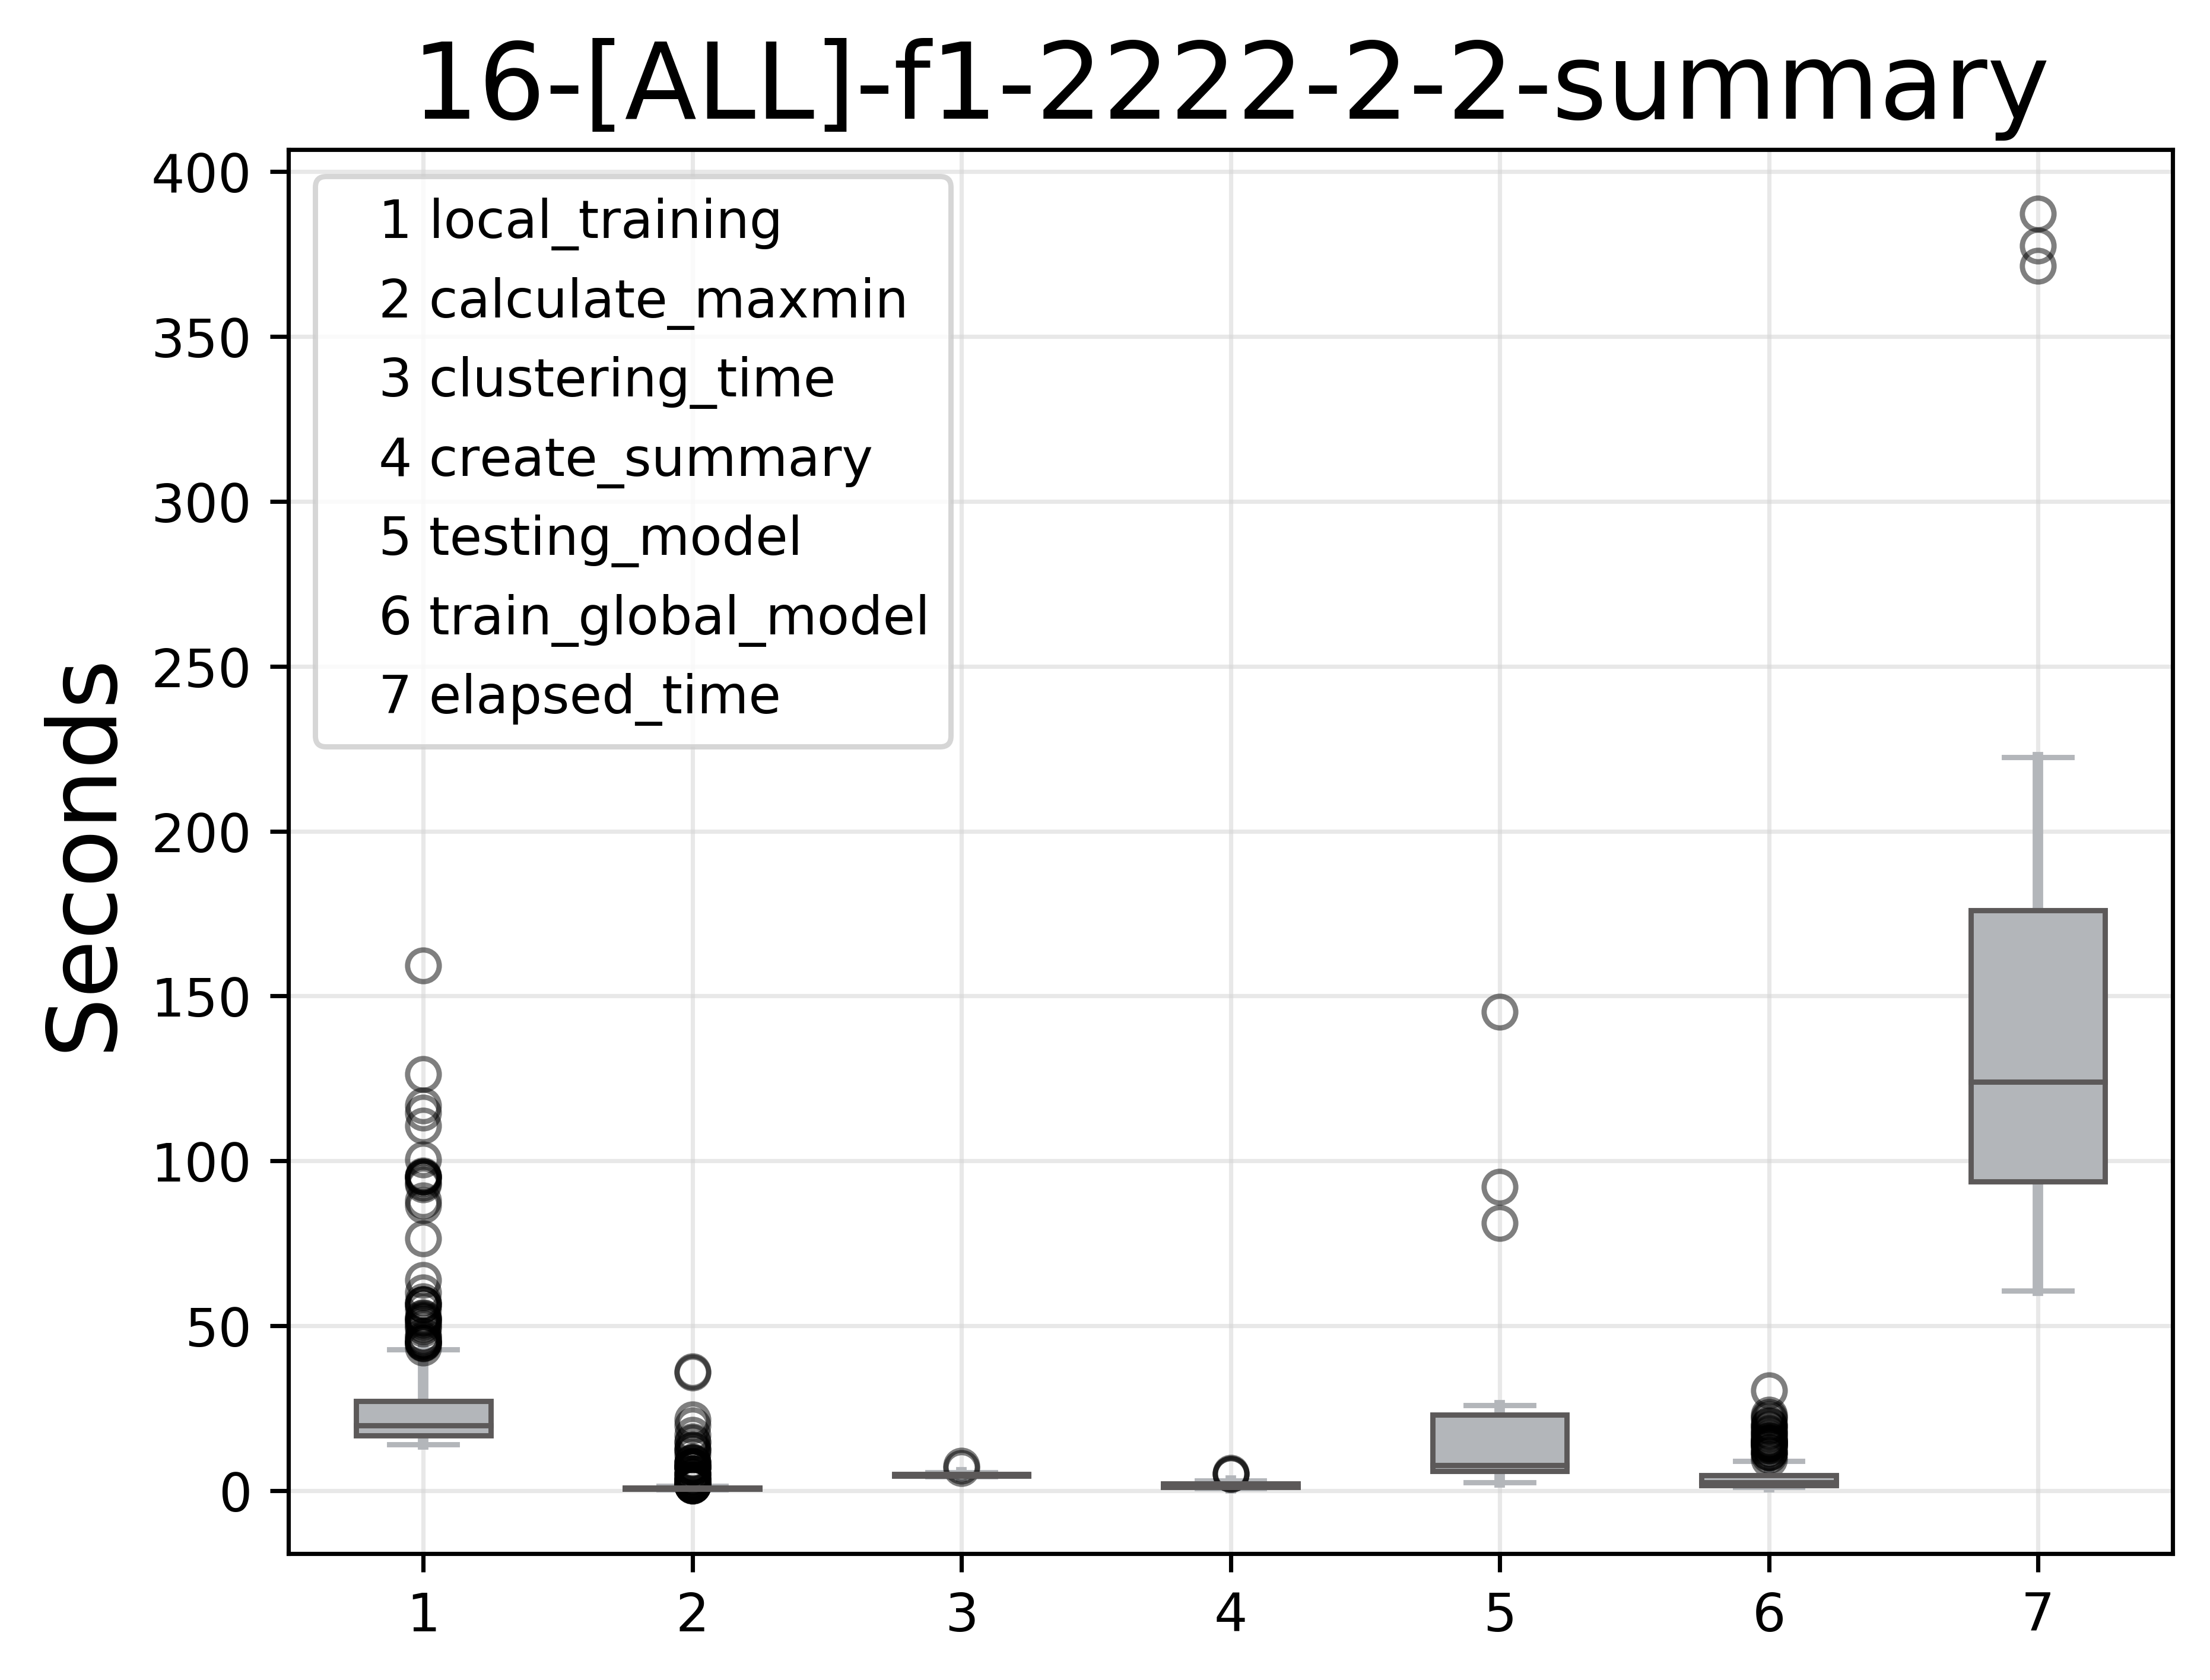 16-[ALL]-f1-2222-2-2-summary
Seconds
400
350
300
250
200
150
100
50
0
1 local_training
2 calculate_maxmin
3 clustering_time
4 create_summary
5 testing_model
6 train_global_model
7 elapsed_time
1 2 3 4 5 6 7